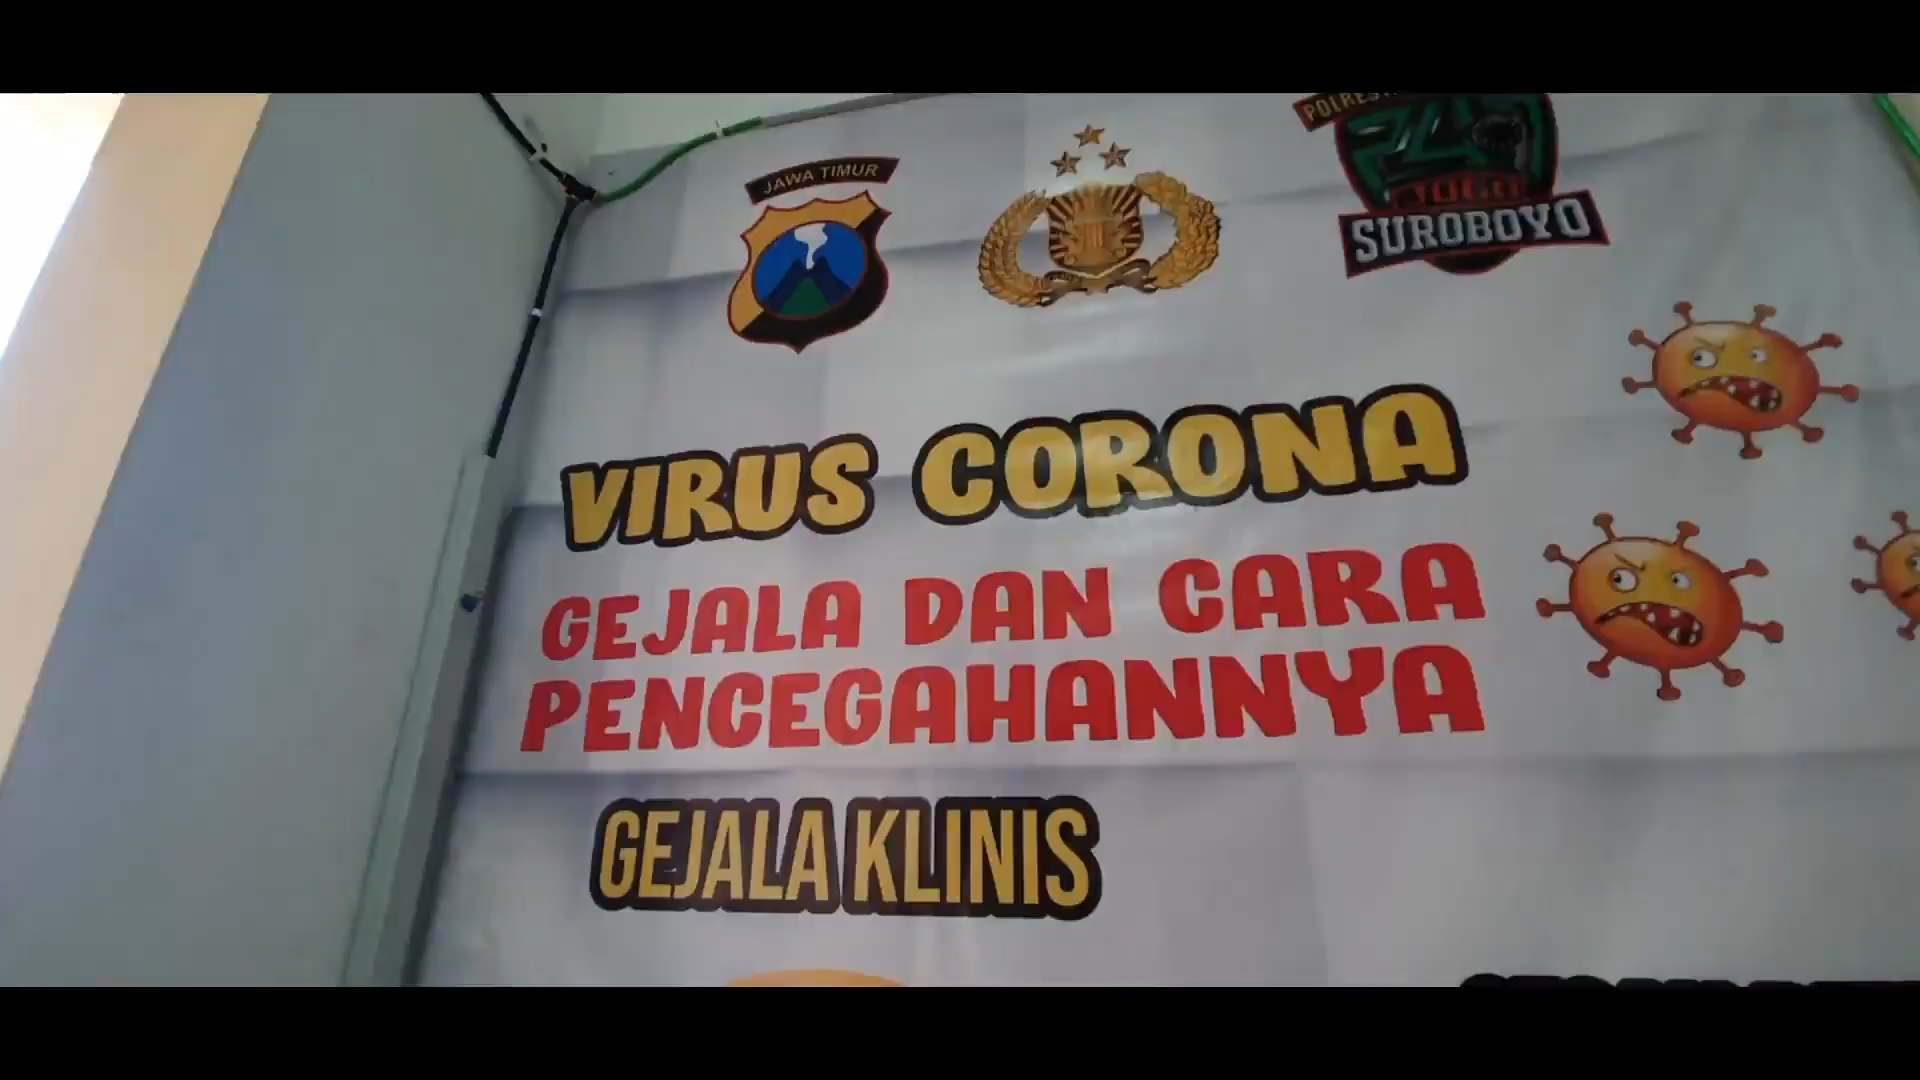 JAWA TIMUR
SUROBOYO
VIRUS CORONA
GEJALA DAN CARA
PENCEGAHANNYA
GEJALA KLINIS